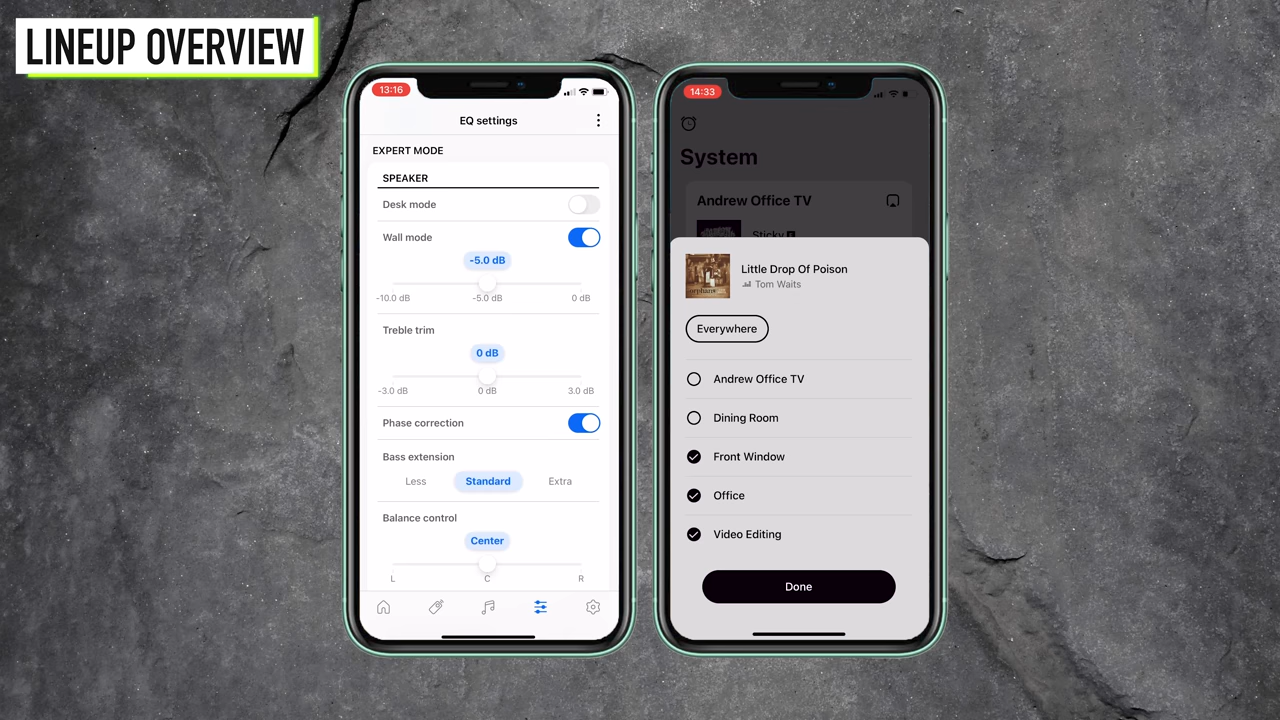 LINEUP OVERVIEW
13:16
EQ settings
EXPERT MODE
SPEAKER
Desk mode
Wall mode
-5.0 dB
-10.0 dB
-5.0 dB
0 dB
Treble trim
0 dB
-3.0 dB
0 dB
3.0 dB
Phase correction
Bass extension
Less
Standard
Extra
Balance control
Center
L
C
R
14:33
System
Andrew Office TV
Sticky E
Little Drop Of Poison
Tom Waits
Everywhere
Andrew Office TV
Dining Room
Front Window
Office
Video Editing
Done